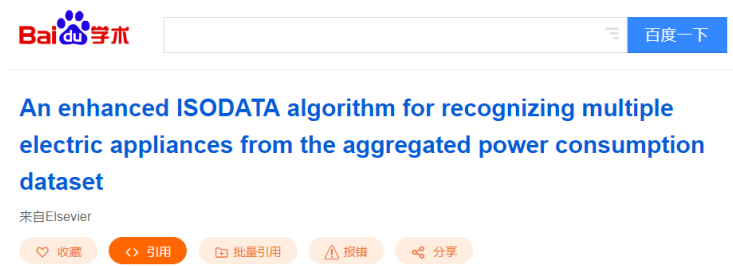 Bai du 学术
百度一下
An enhanced ISODATA algorithm for recognizing multiple
electric appliances from the aggregated power consumption
dataset
来自Elsevier
收藏 <> 引用 批量引用 报错 分享